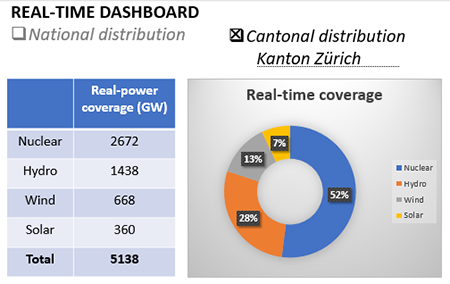 REAL-TIME DASHBOARD
National distribution
Cantonal distribution
Kanton Zürich
Real-power
coverage (GW)
Nuclear 2672
Hydro 1438
Wind 668
Solar 360
Total 5138
Real-time coverage
7%
13%
28%
52%
Nuclear
Hydro
Wind
Solar